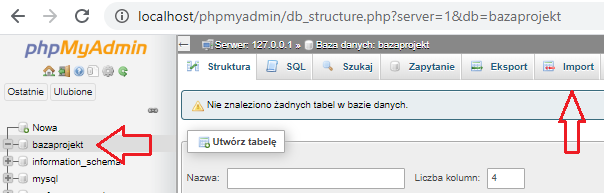 localhost/phpmyadmin/db_structure.php?server=1&db=bazaprojekt
phpMyAdmin
Ostatnie Ulubione
Nowa
bazaprojekt
information_schema
mysql
Serwer: 127.0.0.1 » Baza danych: bazaprojekt
Struktura SQL Szukaj Zapytanie Eksport Import
Nie znaleziono żadnych tabel w bazie danych.
Utwórz tabelę
Nazwa: Liczba kolumn: 4